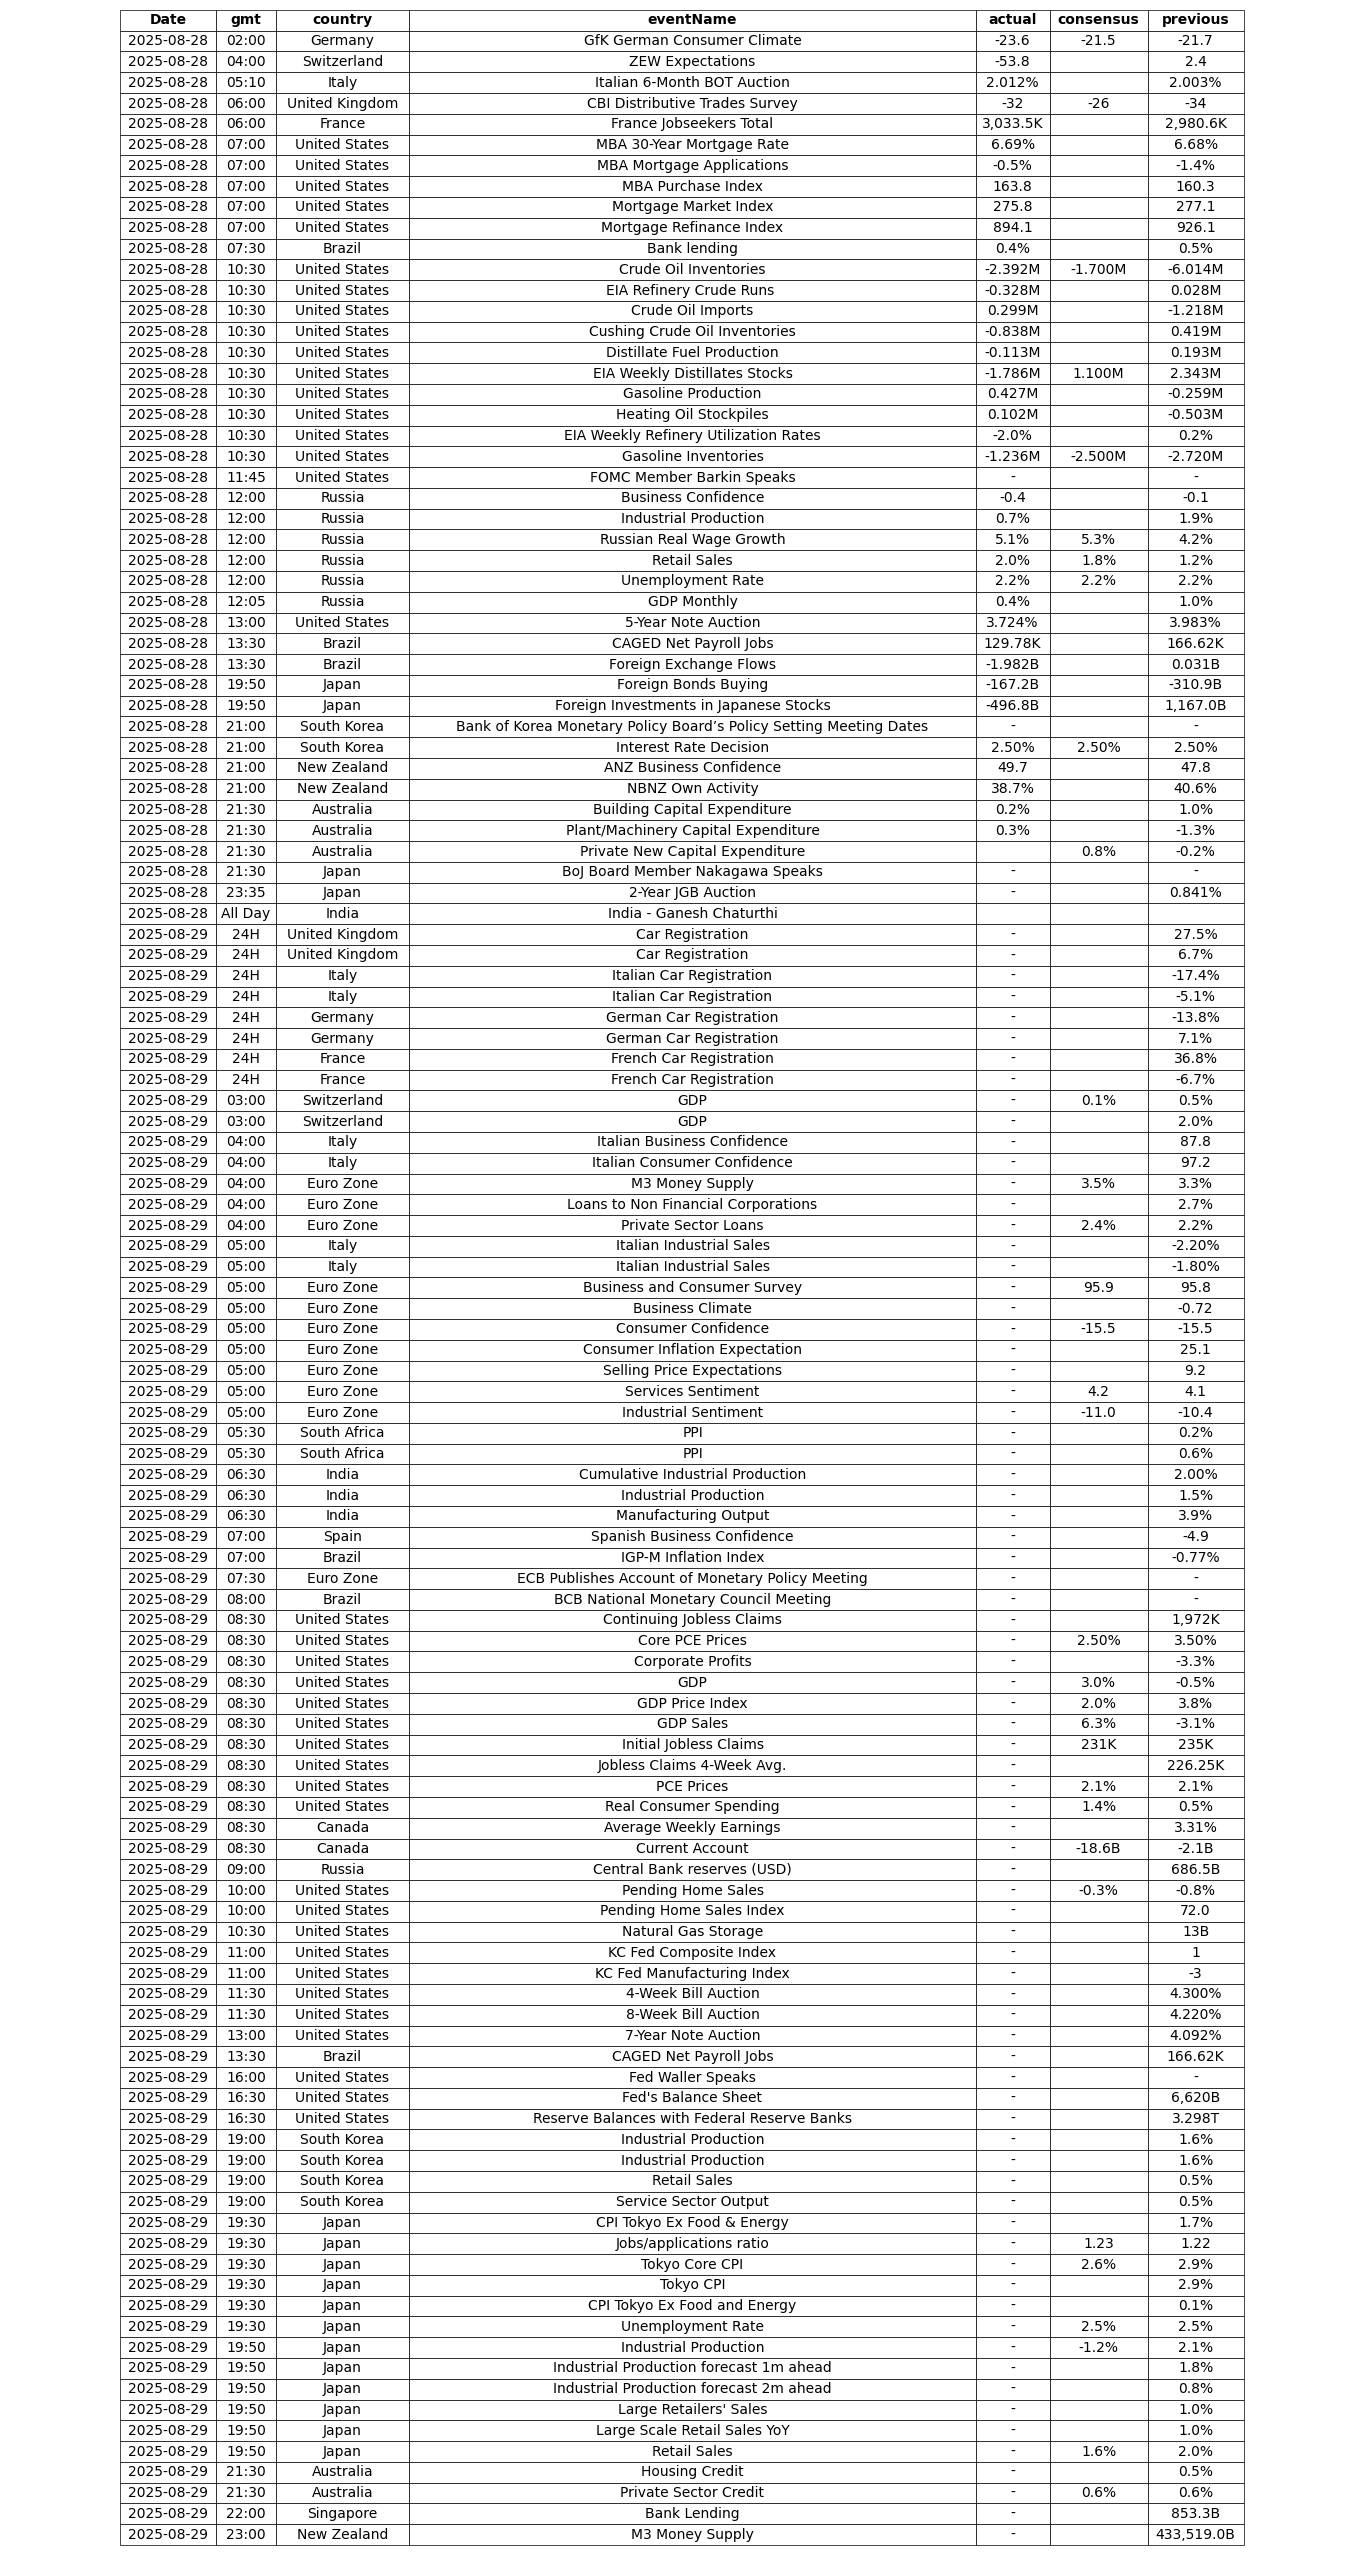 Date gmt country eventName actual consensus previous
2025-08-28 02:00 Germany GfK German Consumer Climate -23.6 -21.5 -21.7
2025-08-28 04:00 Switzerland ZEW Expectations -53.8 2.4
2025-08-28 05:10 Italy Italian 6-Month BOT Auction 2.012% 2.003%
2025-08-28 06:00 United Kingdom CBI Distributive Trades Survey -32 -26 -34
2025-08-28 06:00 France France Jobseekers Total 3,033.5K 2,980.6K
2025-08-28 07:00 United States MBA 30-Year Mortgage Rate 6.69% 6.68%
2025-08-28 07:00 United States MBA Mortgage Applications -0.5% -1.4%
2025-08-28 07:00 United States MBA Purchase Index 163.8 160.3
2025-08-28 07:00 United States Mortgage Market Index 275.8 277.1
2025-08-28 07:00 United States Mortgage Refinance Index 894.1 926.1
2025-08-28 07:30 Brazil Bank lending 0.4% 0.5%
2025-08-28 10:30 United States Crude Oil Inventories -2.392M -1.700M -6.014M
2025-08-28 10:30 United States EIA Refinery Crude Runs -0.328M 0.028M
2025-08-28 10:30 United States Crude Oil Imports 0.299M -1.218M
2025-08-28 10:30 United States Cushing Crude Oil Inventories -0.838M 0.419M
2025-08-28 10:30 United States Distillate Fuel Production -0.113M 0.193M
2025-08-28 10:30 United States EIA Weekly Distillates Stocks -1.786M 1.100M 2.343M
2025-08-28 10:30 United States Gasoline Production 0.427M -0.259M
2025-08-28 10:30 United States Heating Oil Stockpiles 0.102M -0.503M
2025-08-28 10:30 United States EIA Weekly Refinery Utilization Rates -2.0% 0.2%
2025-08-28 10:30 United States Gasoline Inventories -1.236M -2.500M -2.720M
2025-08-28 11:45 United States FOMC Member Barkin Speaks - -
2025-08-28 12:00 Russia Business Confidence -0.4 -0.1
2025-08-28 12:00 Russia Industrial Production 0.7% 1.9%
2025-08-28 12:00 Russia Russian Real Wage Growth 5.1% 5.3% 4.2%
2025-08-28 12:00 Russia Retail Sales 2.0% 1.8% 1.2%
2025-08-28 12:00 Russia Unemployment Rate 2.2% 2.2% 2.2%
2025-08-28 12:05 Russia GDP Monthly 0.4% 1.0%
2025-08-28 13:00 United States 5-Year Note Auction 3.724% 3.983%
2025-08-28 13:30 Brazil CAGED Net Payroll Jobs 129.78K 166.62K
2025-08-28 13:30 Brazil Foreign Exchange Flows -1.982B 0.031B
2025-08-28 19:50 Japan Foreign Bonds Buying -167.2B -310.9B
2025-08-28 19:50 Japan Foreign Investments in Japanese Stocks -496.8B 1,167.0B
2025-08-28 21:00 South Korea Bank of Korea Monetary Policy Board’s Policy Setting Meeting Dates - -
2025-08-28 21:00 South Korea Interest Rate Decision 2.50% 2.50% 2.50%
2025-08-28 21:00 New Zealand ANZ Business Confidence 49.7 47.8
2025-08-28 21:00 New Zealand NBNZ Own Activity 38.7% 40.6%
2025-08-28 21:30 Australia Building Capital Expenditure 0.2% 1.0%
2025-08-28 21:30 Australia Plant/Machinery Capital Expenditure 0.3% -1.3%
2025-08-28 21:30 Australia Private New Capital Expenditure 0.8% -0.2%
2025-08-28 21:30 Japan BoJ Board Member Nakagawa Speaks - -
2025-08-28 23:35 Japan 2-Year JGB Auction - 0.841%
2025-08-28 All Day India India - Ganesh Chaturthi
2025-08-29 24H United Kingdom Car Registration - 27.5%
2025-08-29 24H United Kingdom Car Registration - 6.7%
2025-08-29 24H Italy Italian Car Registration - -17.4%
2025-08-29 24H Italy Italian Car Registration - -5.1%
2025-08-29 24H Germany German Car Registration - -13.8%
2025-08-29 24H Germany German Car Registration - 7.1%
2025-08-29 24H France French Car Registration - 36.8%
2025-08-29 24H France French Car Registration - -6.7%
2025-08-29 03:00 Switzerland GDP - 0.1% 0.5%
2025-08-29 03:00 Switzerland GDP - 2.0%
2025-08-29 04:00 Italy Italian Business Confidence - 87.8
2025-08-29 04:00 Italy Italian Consumer Confidence - 97.2
2025-08-29 04:00 Euro Zone M3 Money Supply - 3.5% 3.3%
2025-08-29 04:00 Euro Zone Loans to Non Financial Corporations - 2.7%
2025-08-29 04:00 Euro Zone Private Sector Loans - 2.4% 2.2%
2025-08-29 05:00 Italy Italian Industrial Sales - -2.20%
2025-08-29 05:00 Italy Italian Industrial Sales - -1.80%
2025-08-29 05:00 Euro Zone Business and Consumer Survey - 95.9 95.8
2025-08-29 05:00 Euro Zone Business Climate - -0.72
2025-08-29 05:00 Euro Zone Consumer Confidence - -15.5 -15.5
2025-08-29 05:00 Euro Zone Consumer Inflation Expectation - 25.1
2025-08-29 05:00 Euro Zone Selling Price Expectations - 9.2
2025-08-29 05:00 Euro Zone Services Sentiment - 4.2 4.1
2025-08-29 05:00 Euro Zone Industrial Sentiment - -11.0 -10.4
2025-08-29 05:30 South Africa PPI - 0.2%
2025-08-29 05:30 South Africa PPI - 0.6%
2025-08-29 06:30 India Cumulative Industrial Production - 2.00%
2025-08-29 06:30 India Industrial Production - 1.5%
2025-08-29 06:30 India Manufacturing Output - 3.9%
2025-08-29 07:00 Spain Spanish Business Confidence - -4.9
2025-08-29 07:00 Brazil IGP-M Inflation Index - -0.77%
2025-08-29 07:30 Euro Zone ECB Publishes Account of Monetary Policy Meeting - -
2025-08-29 08:00 Brazil BCB National Monetary Council Meeting - -
2025-08-29 08:30 United States Continuing Jobless Claims - 1,972K
2025-08-29 08:30 United States Core PCE Prices - 2.50% 3.50%
2025-08-29 08:30 United States Corporate Profits - -3.3%
2025-08-29 08:30 United States GDP - 3.0% -0.5%
2025-08-29 08:30 United States GDP Price Index - 2.0% 3.8%
2025-08-29 08:30 United States GDP Sales - 6.3% -3.1%
2025-08-29 08:30 United States Initial Jobless Claims - 231K 235K
2025-08-29 08:30 United States Jobless Claims 4-Week Avg. - 226.25K
2025-08-29 08:30 United States PCE Prices - 2.1% 2.1%
2025-08-29 08:30 United States Real Consumer Spending - 1.4% 0.5%
2025-08-29 08:30 Canada Average Weekly Earnings - 3.31%
2025-08-29 08:30 Canada Current Account - -18.6B -2.1B
2025-08-29 09:00 Russia Central Bank reserves (USD) - 686.5B
2025-08-29 10:00 United States Pending Home Sales - -0.3% -0.8%
2025-08-29 10:00 United States Pending Home Sales Index - 72.0
2025-08-29 10:30 United States Natural Gas Storage - 13B
2025-08-29 11:00 United States KC Fed Composite Index - 1
2025-08-29 11:00 United States KC Fed Manufacturing Index - -3
2025-08-29 11:30 United States 4-Week Bill Auction - 4.300%
2025-08-29 11:30 United States 8-Week Bill Auction - 4.220%
2025-08-29 13:00 United States 7-Year Note Auction - 4.092%
2025-08-29 13:30 Brazil CAGED Net Payroll Jobs - 166.62K
2025-08-29 16:00 United States Fed Waller Speaks - -
2025-08-29 16:30 United States Fed's Balance Sheet - 6,620B
2025-08-29 16:30 United States Reserve Balances with Federal Reserve Banks - 3.298T
2025-08-29 19:00 South Korea Industrial Production - 1.6%
2025-08-29 19:00 South Korea Industrial Production - 1.6%
2025-08-29 19:00 South Korea Retail Sales - 0.5%
2025-08-29 19:00 South Korea Service Sector Output - 0.5%
2025-08-29 19:30 Japan CPI Tokyo Ex Food & Energy - 1.7%
2025-08-29 19:30 Japan Jobs/applications ratio - 1.23 1.22
2025-08-29 19:30 Japan Tokyo Core CPI - 2.6% 2.9%
2025-08-29 19:30 Japan Tokyo CPI - 2.9%
2025-08-29 19:30 Japan CPI Tokyo Ex Food and Energy - 0.1%
2025-08-29 19:30 Japan Unemployment Rate - 2.5% 2.5%
2025-08-29 19:50 Japan Industrial Production - -1.2% 2.1%
2025-08-29 19:50 Japan Industrial Production forecast 1m ahead - 1.8%
2025-08-29 19:50 Japan Industrial Production forecast 2m ahead - 0.8%
2025-08-29 19:50 Japan Large Retailers' Sales - 1.0%
2025-08-29 19:50 Japan Large Scale Retail Sales YoY - 1.0%
2025-08-29 19:50 Japan Retail Sales - 1.6% 2.0%
2025-08-29 21:30 Australia Housing Credit - 0.5%
2025-08-29 21:30 Australia Private Sector Credit - 0.6% 0.6%
2025-08-29 22:00 Singapore Bank Lending - 853.3B
2025-08-29 23:00 New Zealand M3 Money Supply - 433,519.0B